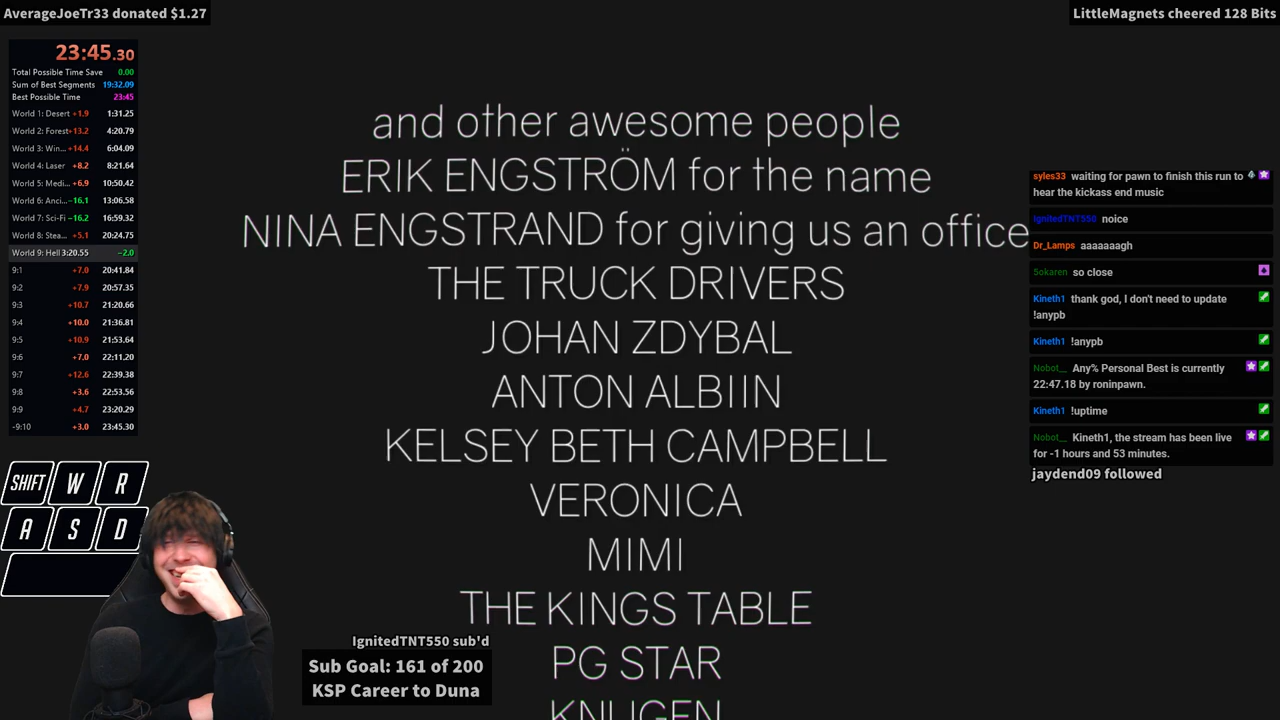 AverageJoeTr33 donated $1.27
LittleMagnets cheered 128 Bits
23:45.30
Total Possible Time Save 0.00
Sum of Best Segments 19:32.09
Best Possible Time 23:45
World 1: Desert +1.9 1:31.25
World 2: Forest +13.2 4:20.79
World 3: Win... +14.4 6:04.09
World 4: Laser +8.2 8:21.64
World 5: Medi... +6.9 10:50.42
World 6: Anci... −16.1 13:06.58
World 7: Sci-Fi −16.2 16:59.32
World 8: Stea... +5.1 20:24.75
World 9: Hell 3:20.55 −2.0
9:1 +7.0 20:41.84
9:2 +7.9 20:57.35
9:3 +10.7 21:20.66
9:4 +10.0 21:36.81
9:5 +10.9 21:53.64
9:6 +7.0 22:11.20
9:7 +12.6 22:39.38
9:8 +3.6 22:53.56
9:9 +4.7 23:20.29
-9:10 +3.0 23:45.30
and other awesome people
ERIK ENGSTRÖM for the name
NINA ENGSTRAND for giving us an office
THE TRUCK DRIVERS
JOHAN ZDYBAL
ANTON ALBIIN
KELSEY BETH CAMPBELL
VERONICA
MIMI
THE KINGS TABLE
PG STAR
KNUGEN
syles33 waiting for pawn to finish this run to
hear the kickass end music
IgnitedTNT550 noice
Dr_Lamps aaaaaaagh
5okaren so close
Kineth1 thank god, I don't need to update
!anypb
Kineth1 !anypb
Nobot__ Any% Personal Best is currently
22:47.18 by roninpawn.
Kineth1 !uptime
Nobot__ Kineth1, the stream has been live
for -1 hours and 53 minutes.
jaydend09 followed
SHIFT W R
A S D
IgnitedTNT550 sub'd
Sub Goal: 161 of 200
KSP Career to Duna